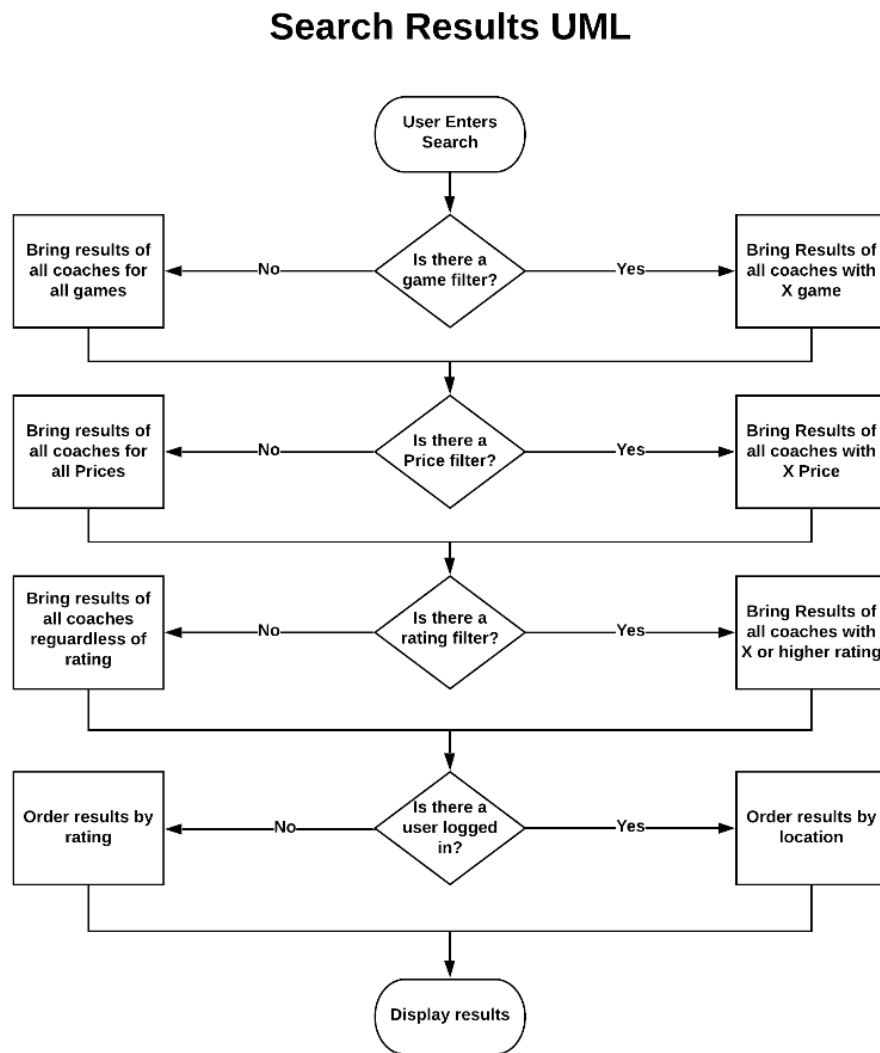 Search Results UML
User Enters
Search
Bring results of
all coaches for
all games
No
Is there a
game filter?
Yes
Bring Results of
all coaches with
X game
Bring results of
all coaches for
all Prices
No
Is there a
Price filter?
Yes
Bring Results of
all coaches with
X Price
Bring results of
all coaches
reguardless of
rating
No
Is there a
rating filter?
Yes
Bring Results of
all coaches with
X or higher rating
Order results by
rating
No
Is there a
user logged
in?
Yes
Order results by
location
Display results